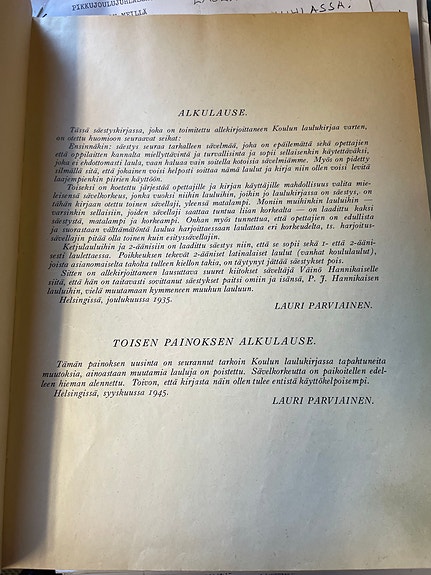 PIKKUJOULUJUHLASSA
MEILLÄ
ASSA.
ALKULAUSE.
Tässä säestyskirjassa, joka on toimitettu allekirjoittaneen Koulun laulukirjaa varten,
on otettu huomioon seuraavat seikat:
Ensinnäkin: säestys seuraa tarkalleen sävelmää, joka on epäilemättä sekä opettajien
että oppilaitten kannalta miellyttävintä ja turvallisinta ja sopii sellaisenkin käytettäväksi,
joka ei ehdottomasti laula, vaan haluaa vain soitella kotoisia sävelmiämme. Myös on pidetty
silmällä sitä, että jokainen voisi helposti soittaa nämä laulut ja kirja niin ollen voisi levitä
laajempienkin piirien käyttöön.
Toiseksi on koetettu järjestää opettajille ja kirjan käyttäjille mahdollisuus valita mie-
leisensä sävelkorkeus, jonka vuoksi niihin lauluihin, joihin jo laulukirjassa on säestys, on
tähän kirjaan otettu toinen sävellaji, yleensä matalampi. Moniin muihinkin lauluihin —
varsinkin sellaisiin, joiden sävellaji saattaa tuntua liian korkealta — on laadittu kaksi
säestystä, matalampi ja korkeampi. Onhan myös tunnettua, että opettajien on edullista
ja suorastaan välttämätöntä laulua harjoittaessaan laulattaa eri korkeudelta, ts. harjoitus-
sävellajin pitää olla toinen kuin esityssävellajin.
Ketjulauluihin ja 2-äänisiin on laadittu säestys niin, että se sopii sekä 1- että 2-ääni-
sesti laulettaessa. Poikkeuksen tekevät 2-ääniset latinalaiset laulut (vanhat koululaulut),
joista asianomaiselta taholta tulleen kiellon takia, on täytynyt jättää säestykset pois.
Sitten on allekirjoittaneen lausuttava suuret kiitokset säveltäjä Väinö Hannikaiselle
siitä, että hän on taitavasti sovittanut säestykset paitsi omiin ja isänsä, P. J. Hannikaisen
lauluihin, vielä muutamaan kymmeneen muuhun lauluun.
Helsingissä, joulukuussa 1935.
LAURI PARVIAINEN.
TOISEN PAINOKSEN ALKULAUSE.
Tämän painoksen uusinta on seurannut tarkoin Koulun laulukirjassa tapahtuneita
muutoksia, ainoastaan muutamia lauluja on poistettu. Sävelkorkeutta on paikoitellen edel-
leen hieman alennettu. Toivon, että kirjasta näin ollen tulee entistä käyttökelpoisempi.
Helsingissä, syyskuussa 1945.
LAURI PARVIAINEN.